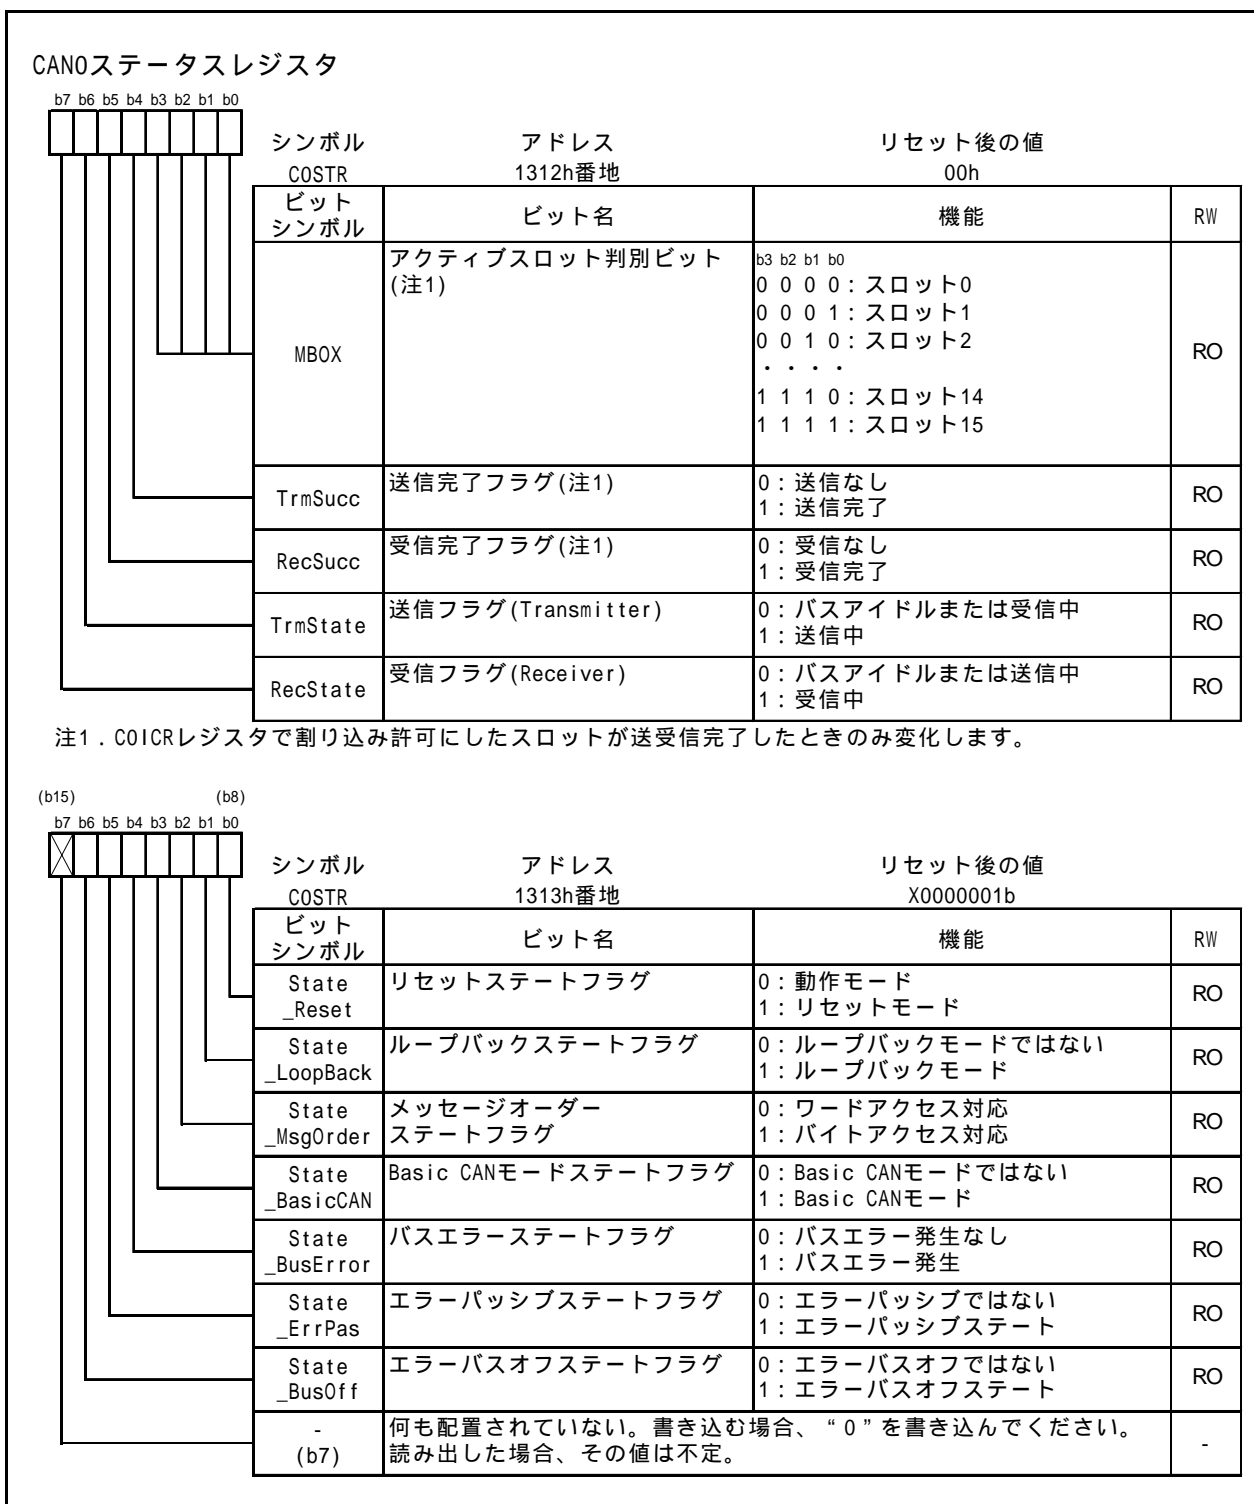 CAN0ステータスレジスタ
b7 b6 b5 b4 b3 b2 b1 b0
シンボル アドレス リセット後の値
C0STR 1312h番地 00h
ビット
シンボル ビット名 機能 RW
MBOX アクティブスロット判別ビット
(注1)
b3 b2 b1 b0
0 0 0 0：スロット0
0 0 0 1：スロット1
0 0 1 0：スロット2
・・・・
1 1 1 0：スロット14
1 1 1 1：スロット15
RO
TrmSucc 送信完了フラグ(注1) 0：送信なし
1：送信完了 RO
RecSucc 受信完了フラグ(注1) 0：受信なし
1：受信完了 RO
TrmState 送信フラグ(Transmitter) 0：バスアイドルまたは受信中
1：送信中 RO
RecState 受信フラグ(Receiver) 0：バスアイドルまたは送信中
1：受信中 RO
注1．C0ICRレジスタで割り込み許可にしたスロットが送受信完了したときのみ変化します。
(b15) (b8)
b7 b6 b5 b4 b3 b2 b1 b0
シンボル アドレス リセット後の値
C0STR 1313h番地 X0000001b
ビット
シンボル ビット名 機能 RW
State
_Reset リセットステートフラグ 0：動作モード
1：リセットモード RO
State
_LoopBack ループバックステートフラグ 0：ループバックモードではない
1：ループバックモード RO
State
_MsgOrder メッセージオーダー
ステートフラグ 0：ワードアクセス対応
1：バイトアクセス対応 RO
State
_BasicCAN Basic CANモードステートフラグ 0：Basic CANモードではない
1：Basic CANモード RO
State
_BusError バスエラーステートフラグ 0：バスエラー発生なし
1：バスエラー発生 RO
State
_ErrPas エラーパッシブステートフラグ 0：エラーパッシブではない
1：エラーパッシブステート RO
State
_BusOff エラーバスオフステートフラグ 0：エラーバスオフではない
1：エラーバスオフステート RO
-
(b7) 何も配置されていない。書き込む場合、“0”を書き込んでください。
読み出した場合、その値は不定。 -